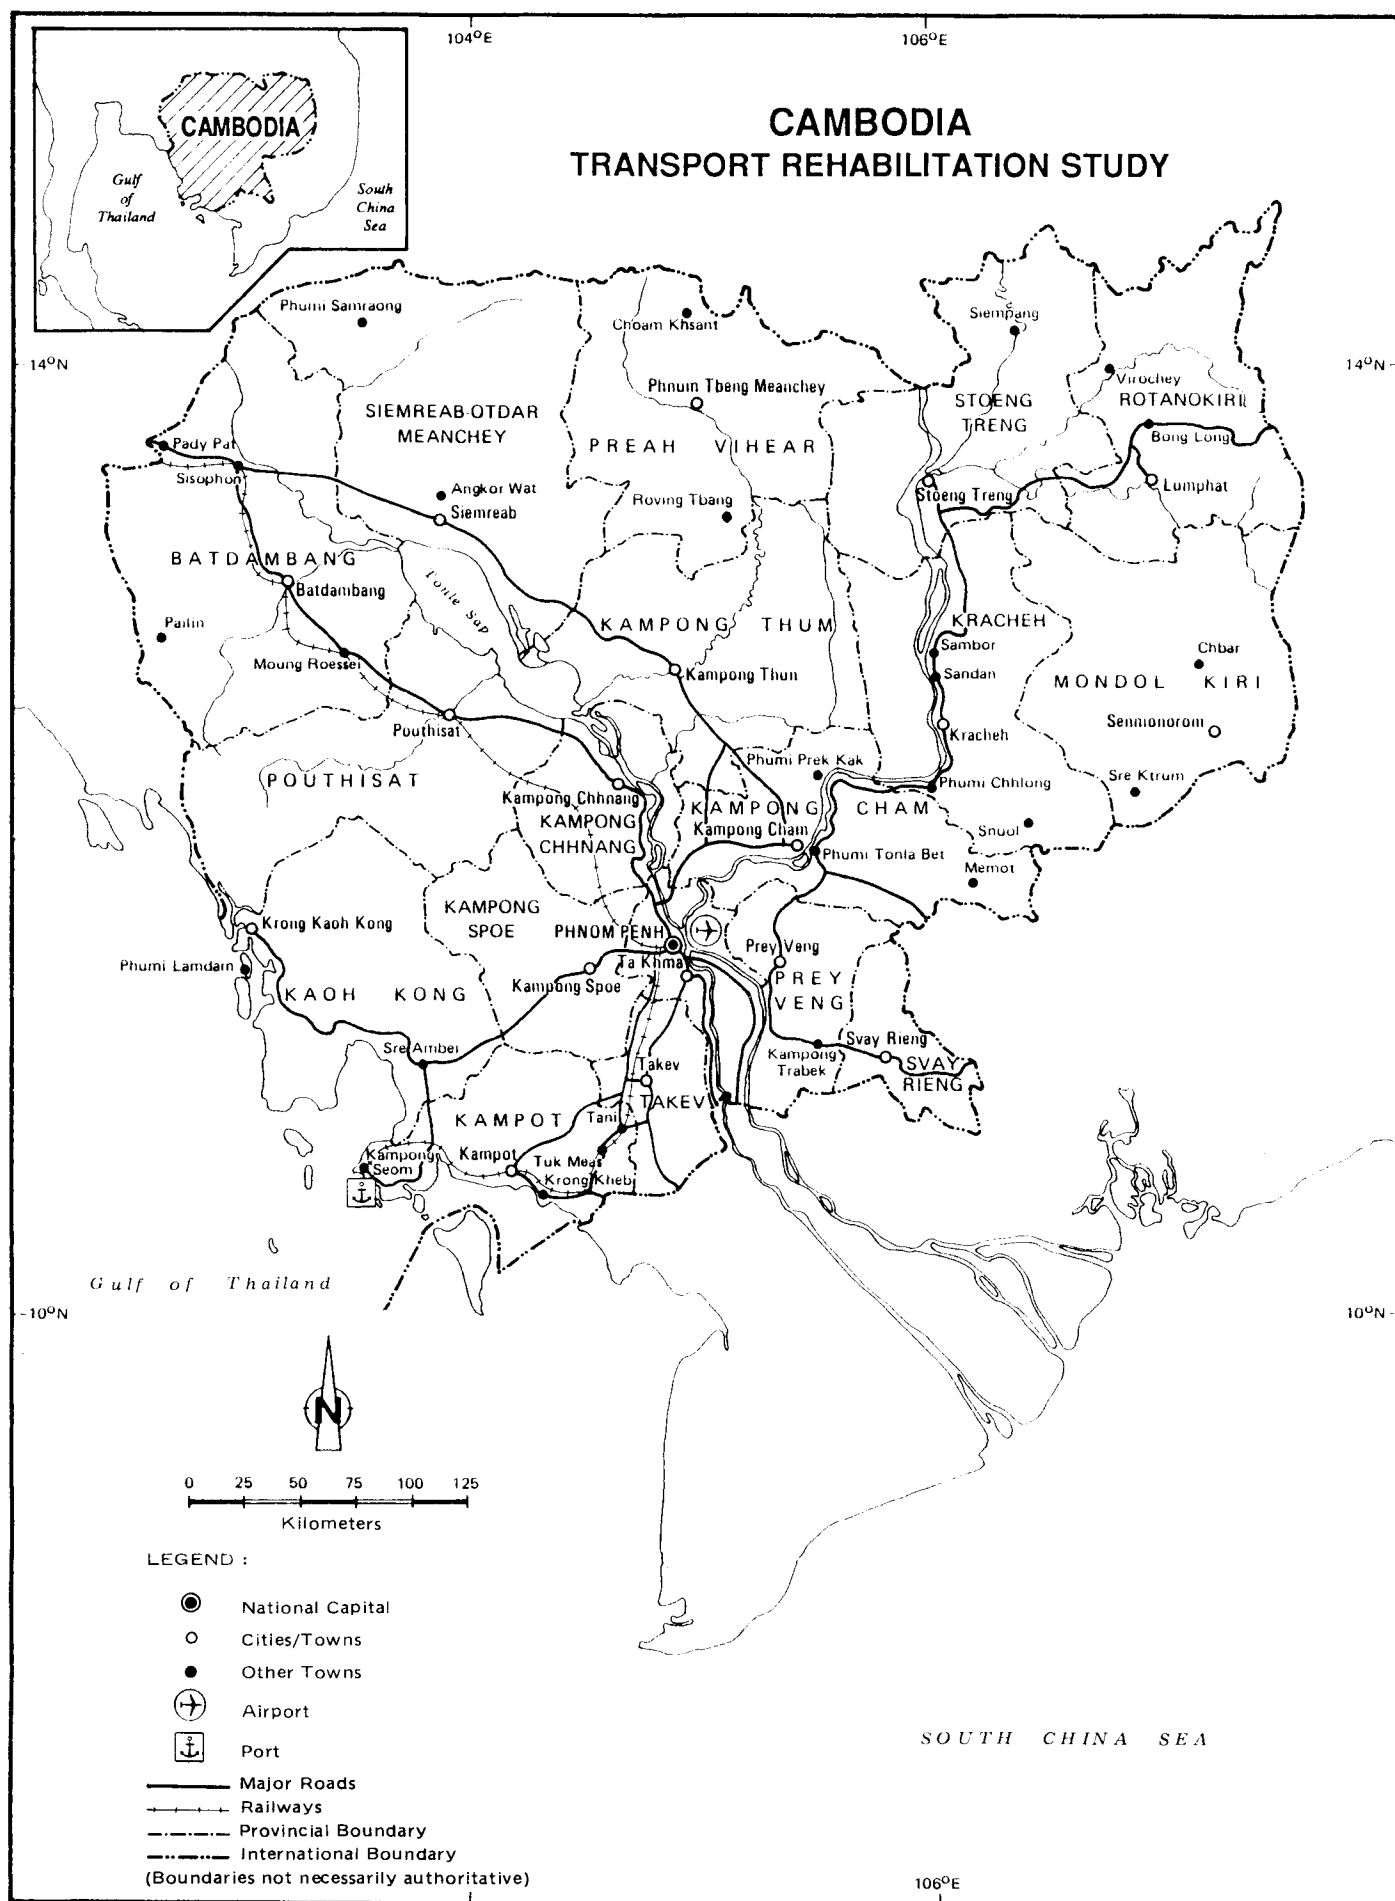 104°E
106°E
CAMBODIA
Gulf
of
Thailand
South
China
Sea
CAMBODIA
TRANSPORT REHABILITATION STUDY
Phumi Samraong
Choam Khsant
Siempang
14°N
14°N
Phnum Tbeng Meanchey
Virochey
ROTANOKIRI
SIEMREAB-OTDAR
MEANCHEY
STOENG
TRENG
PREAH VIHEAR
Bong Long
Pady Pat
Sisophon
Angkor Wat
Siemreab
Roving Tbang
Stoeng Treng
Lumphat
BATDAMBANG
Batdambang
Tonle Sap
Pailin
KAMPONG THUM
KRACHEH
Sambor
Chbar
Moung Roessei
Kampong Thun
Sandan
MONDOL KIRI
Pouthisat
Kracheh
Senmonorom
Phumi Prek Kak
POUTHISAT
Sre Ktrum
Phumi Chhlong
Kampong Chhnang
KAMPONG CHAM
KAMPONG
CHHNANG
Kampong Cham
Snuol
Phumi Tonla Bet
Memot
KAMPONG
SPOE
Krong Kaoh Kong
PHNOM PENH
Prey Veng
Phumi Lamdam
Ta Khmau
PREY
VENG
KAOH KONG
Kampong Spoe
Sre Ambei
Svay Rieng
Kampong
Trabek
SVAY
RIENG
Takev
TAKEV
KAMPOT
Tani
Kampong
Seom
Kampot
Tuk Meas
Krong Kheb
Gulf of Thailand
10°N
10°N
N
0 25 50 75 100 125
Kilometers
LEGEND :
National Capital
Cities/Towns
Other Towns
Airport
Port
Major Roads
Railways
Provincial Boundary
International Boundary
(Boundaries not necessarily authoritative)
SOUTH CHINA SEA
106°E